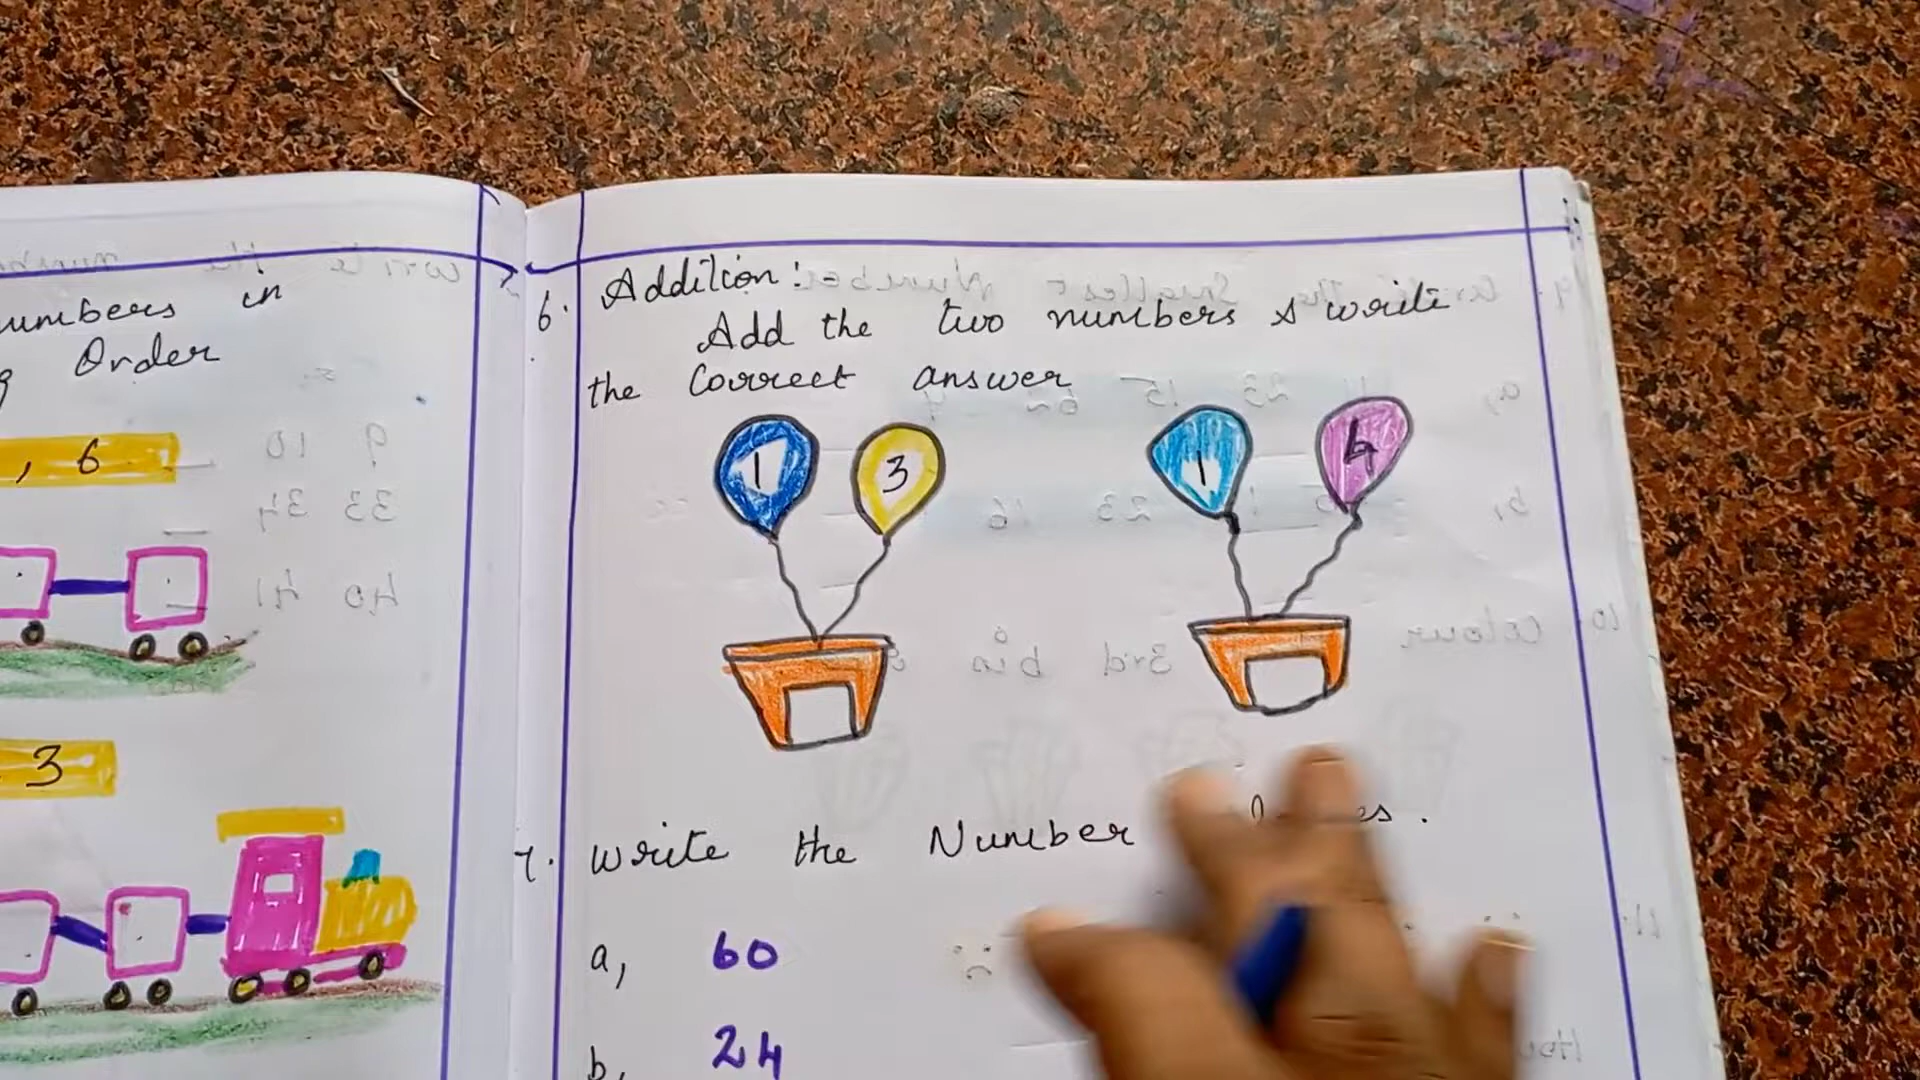 umbers in
g Order
, 6
3
6. Addition:
Add the two numbers & write
the Correct answer
1 3
1 4
7. Write the Number
a, 60
b, 24